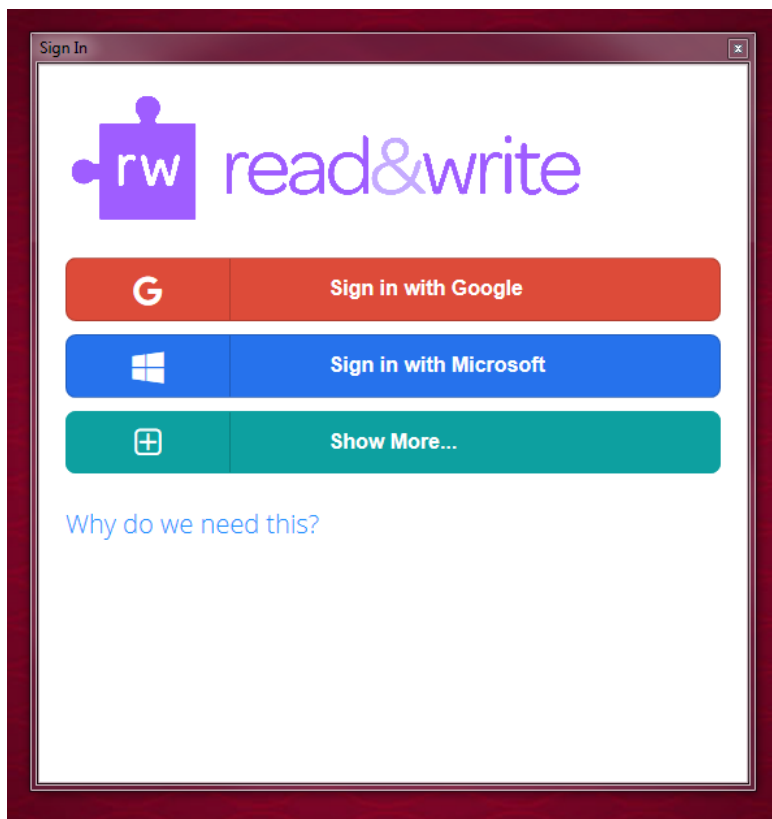 Sign In
rw read&write
Sign in with Google
Sign in with Microsoft
Show More...
Why do we need this?